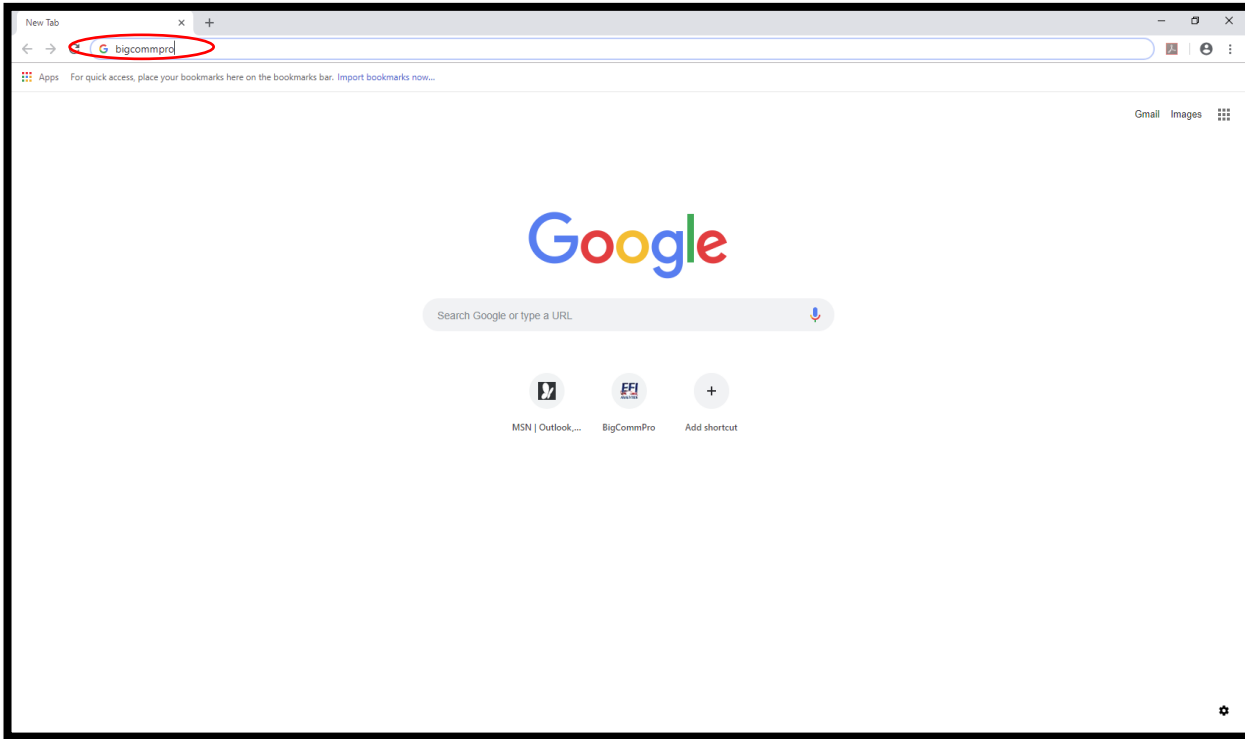 New Tab
bigcommpro
Apps For quick access, place your bookmarks here on the bookmarks bar. Import bookmarks now...
Gmail Images
Google
Search Google or type a URL
EFI
MSN | Outlook,... BigCommPro Add shortcut